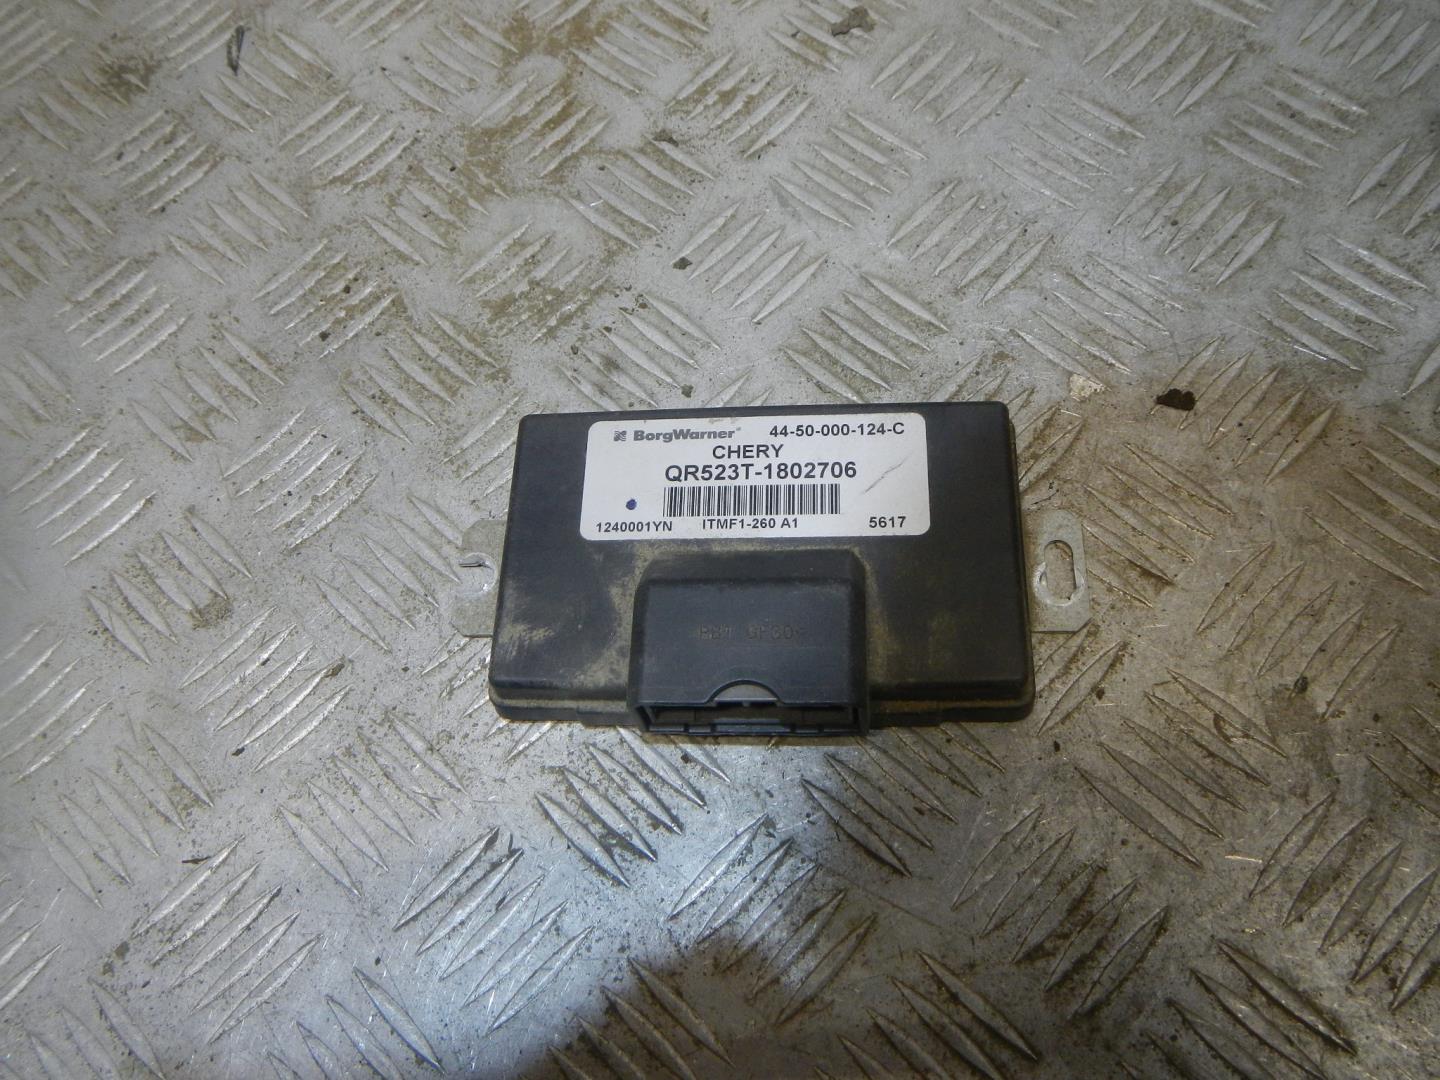 BorgWarner 44-50-000-124-C
CHERY
QR523T-1802706
1240001YN ITMF1-260 A1 5617